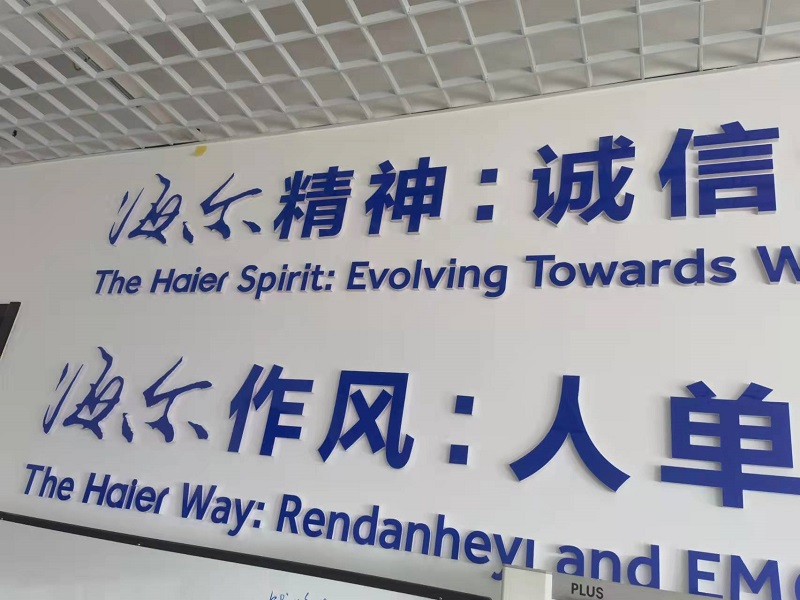 海尔精神:诚信
The Haier Spirit: Evolving Towards
海尔作风:人单
The Haier Way: Rendanheyi and
PLUS